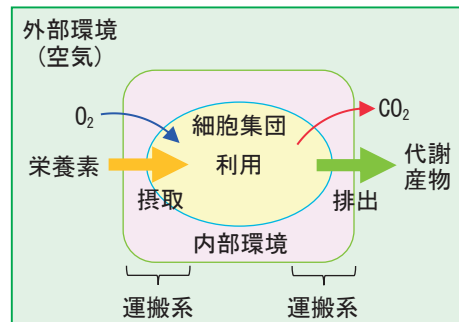 外部環境
(空気)
O₂
CO₂
細胞集団
栄養素
利用
代謝
産物
摂取
排出
内部環境
運搬系
運搬系